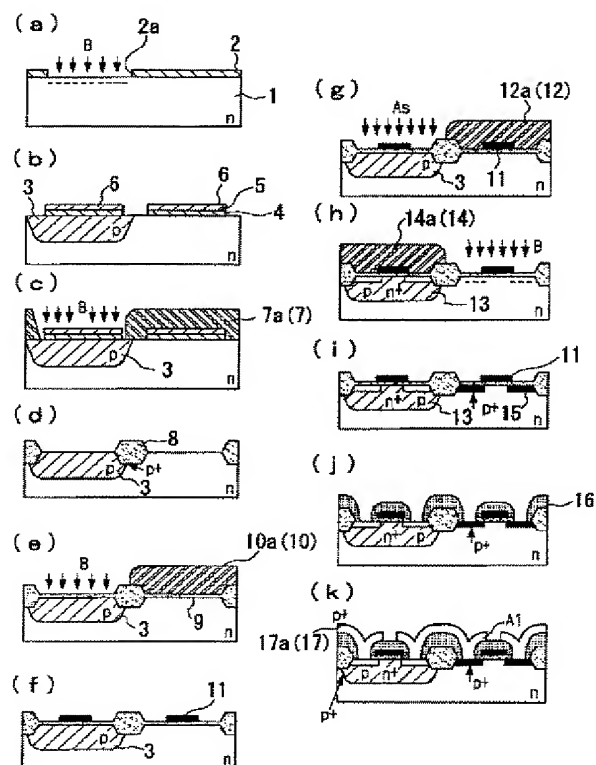 (a)
B
2a
2
1
n
(b)
3
6
6
5
4
p
n
(c)
B
7a(7)
3
p
n
(d)
8
p
p+
3
n
(e)
B
10a(10)
p
3
9
n
(f)
11
p
3
n
(g)
As
12a(12)
p
3
11
n
(h)
14a(14)
B
p
n+
13
n
(i)
11
n+
p
13
p+
15
n
(j)
16
p
n+
p+
n
(k)
p+
17a(17)
Al
p
n+
p+
p+
n